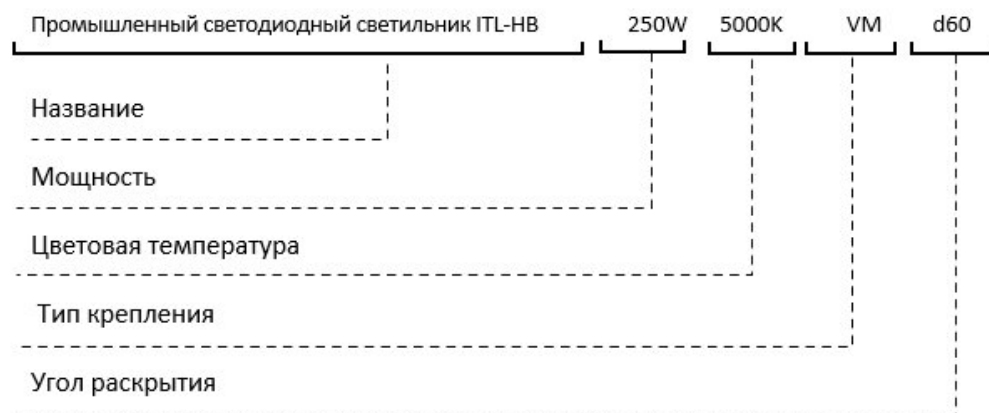 Промышленный светодиодный светильник ITL-HB 250W 5000K VM d60
Название
Мощность
Цветовая температура
Тип крепления
Угол раскрытия